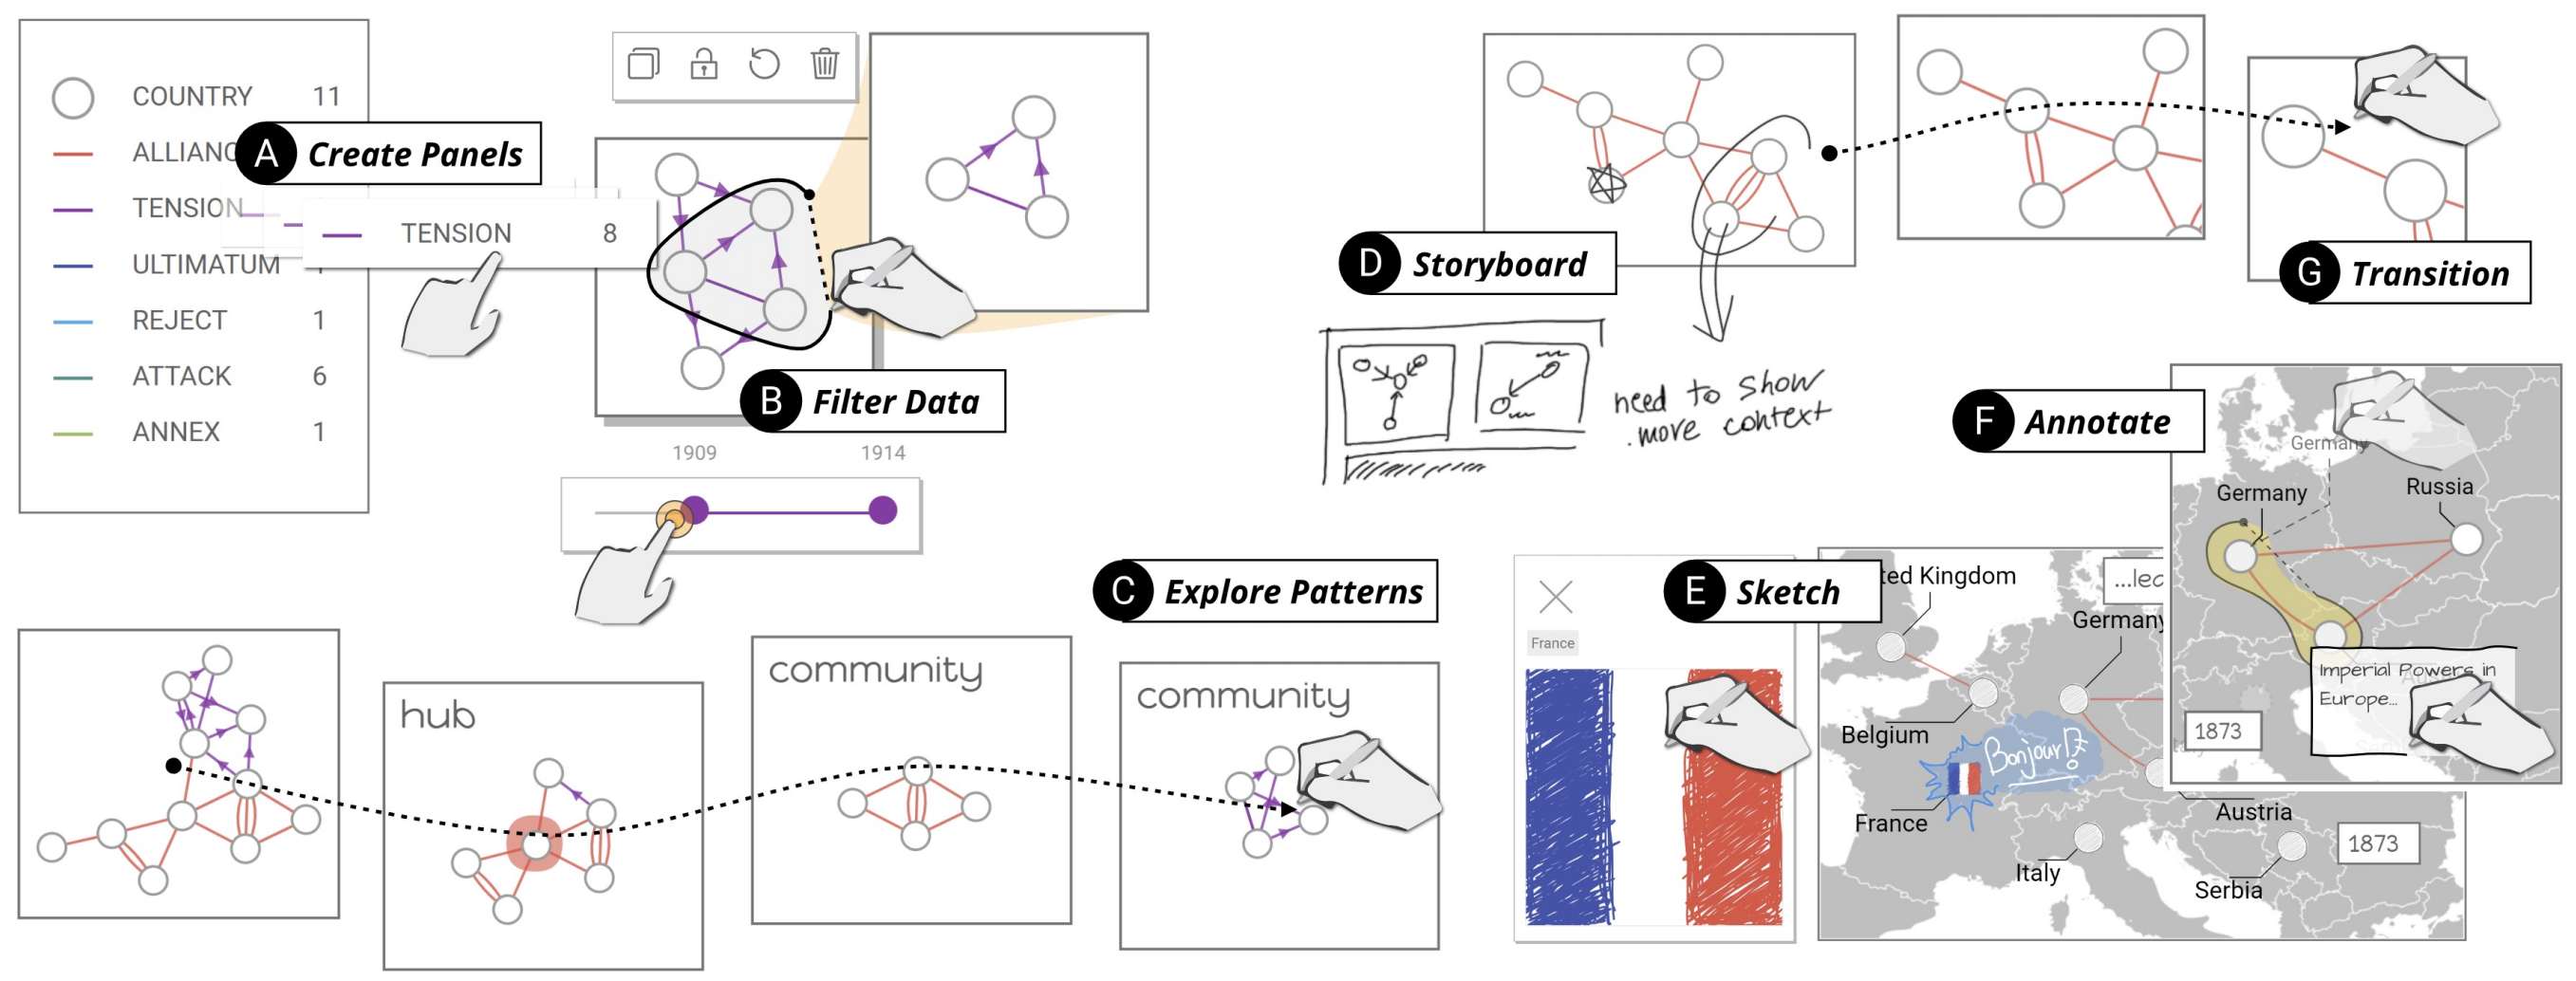 COUNTRY 11
ALLIANC
A Create Panels
TENSION
TENSION 8
ULTIMATUM
REJECT 1
ATTACK 6
ANNEX 1
B Filter Data
1909 1914
C Explore Patterns
hub
community
community
D Storyboard
need to show
more context
G Transition
E Sketch
France
ted Kingdom
...lea
Germany
Belgium
Bonjour!
France
Austria
Italy
Serbia
1873
F Annotate
Germany
Germany
Russia
Imperial Powers in
Europe...
1873